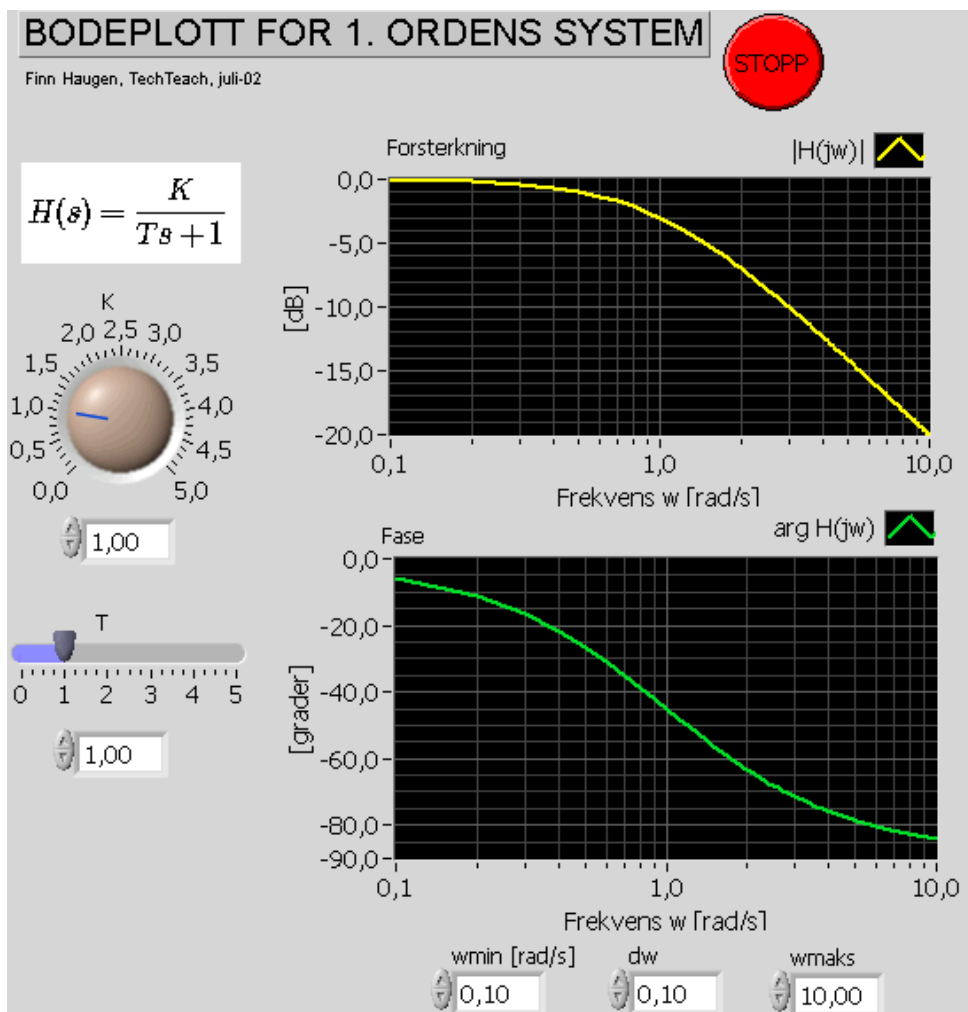 BODEPLOTT FOR 1. ORDENS SYSTEM
STOPP
Finn Haugen, TechTeach, juli-02
H(s) = K / (Ts + 1)
K
0,0
0,5
1,0
1,5
2,0
2,5
3,0
3,5
4,0
4,5
5,0
1,00
T
0 1 2 3 4 5
1,00
Forsterkning
|H(jw)|
0,0
-5,0
-10,0
-15,0
-20,0
[dB]
0,1 1,0 10,0
Frekvens w [rad/s]
Fase
arg H(jw)
0,0
-20,0
-40,0
-60,0
-80,0
-90,0
[grader]
0,1 1,0 10,0
Frekvens w [rad/s]
wmin [rad/s] dw wmaks
0,10 0,10 10,00